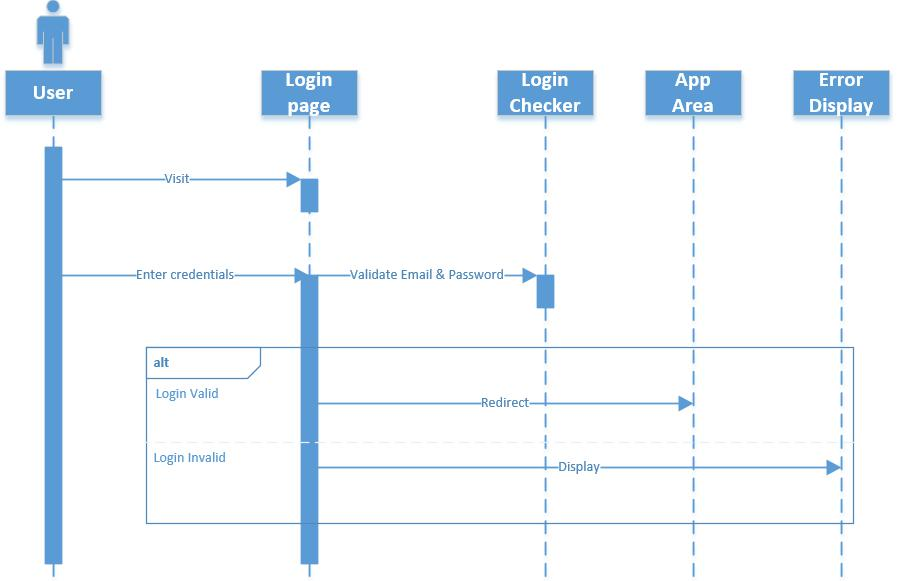 User
Login
page
Login
Checker
App
Area
Error
Display
Visit
Enter credentials
Validate Email & Password
alt
Login Valid
Redirect
Login Invalid
Display